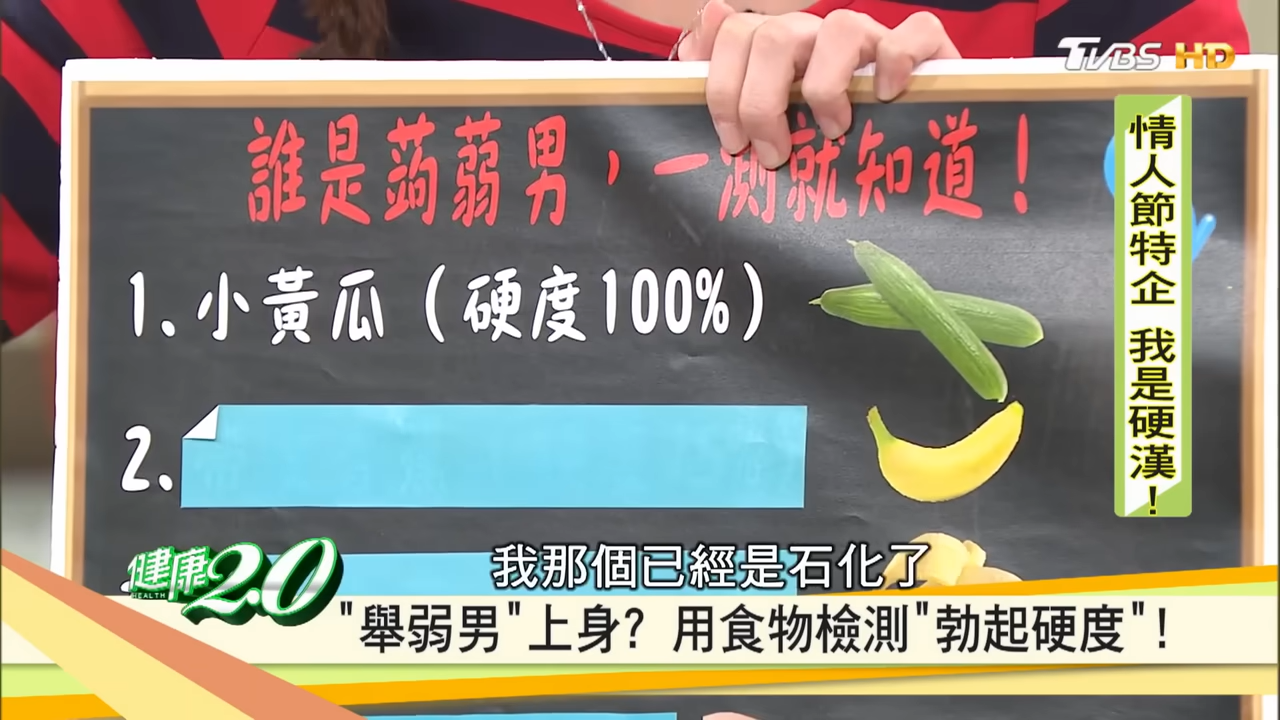 TVBS HD
誰是蒟蒻男，一測就知道！
1.小黃瓜（硬度100%）
2.
情人節特企 我是硬漢！
健康2.0
HEALTH
我那個已經是石化了
"舉弱男"上身? 用食物檢測"勃起硬度"!